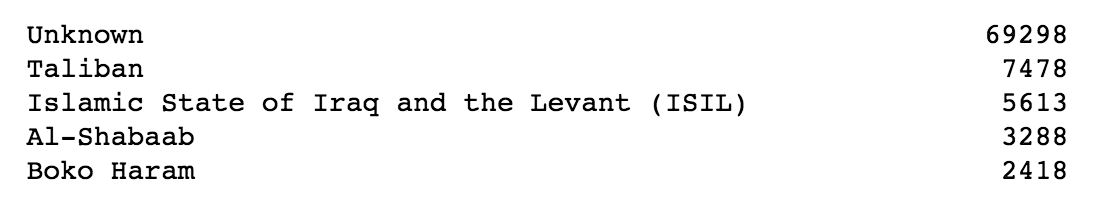 Unknown 69298
Taliban 7478
Islamic State of Iraq and the Levant (ISIL) 5613
Al-Shabaab 3288
Boko Haram 2418